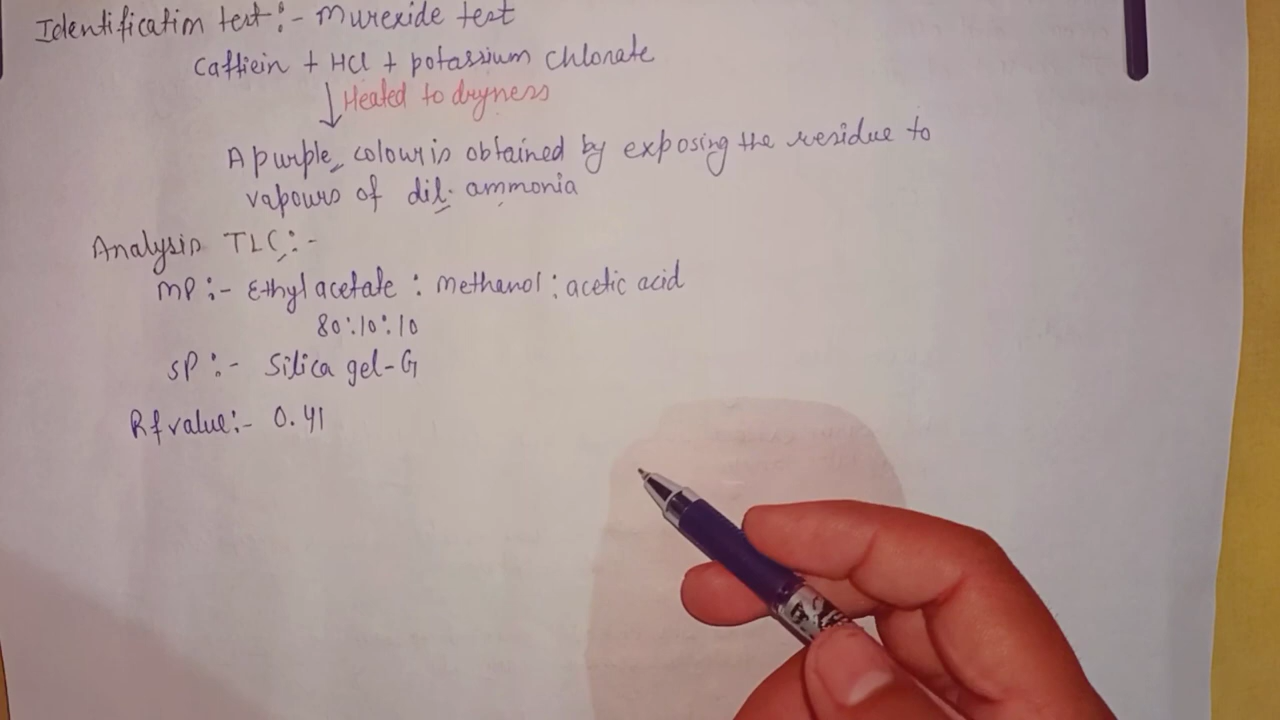 Identification test:- Murexide test
Caffiein + HCl + potassium chlorate
Heated to dryness
A purple colour is obtained by exposing the residue to
vapours of dil. ammonia
Analysis TLC:-
MP:- Ethyl acetate : Methanol : acetic acid
80:10:10
SP:- Silica gel-G
Rf value:- 0.41